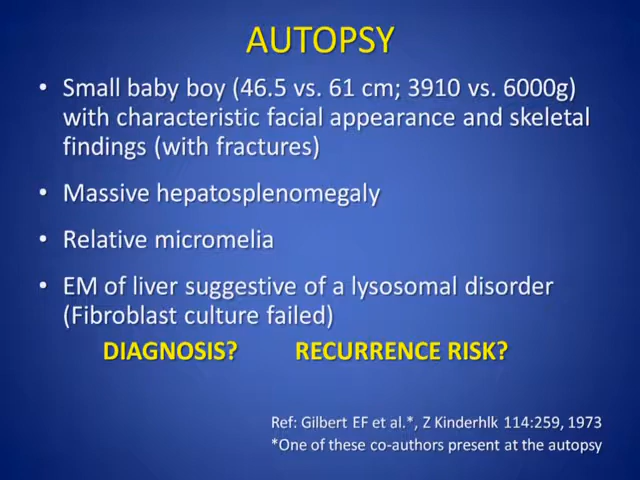 AUTOPSY
• Small baby boy (46.5 vs. 61 cm; 3910 vs. 6000g)
with characteristic facial appearance and skeletal
findings (with fractures)
• Massive hepatosplenomegaly
• Relative micromelia
• EM of liver suggestive of a lysosomal disorder
(Fibroblast culture failed)
DIAGNOSIS? RECURRENCE RISK?
Ref: Gilbert EF et al.*, Z Kinderhlk 114:259, 1973
*One of these co-authors present at the autopsy